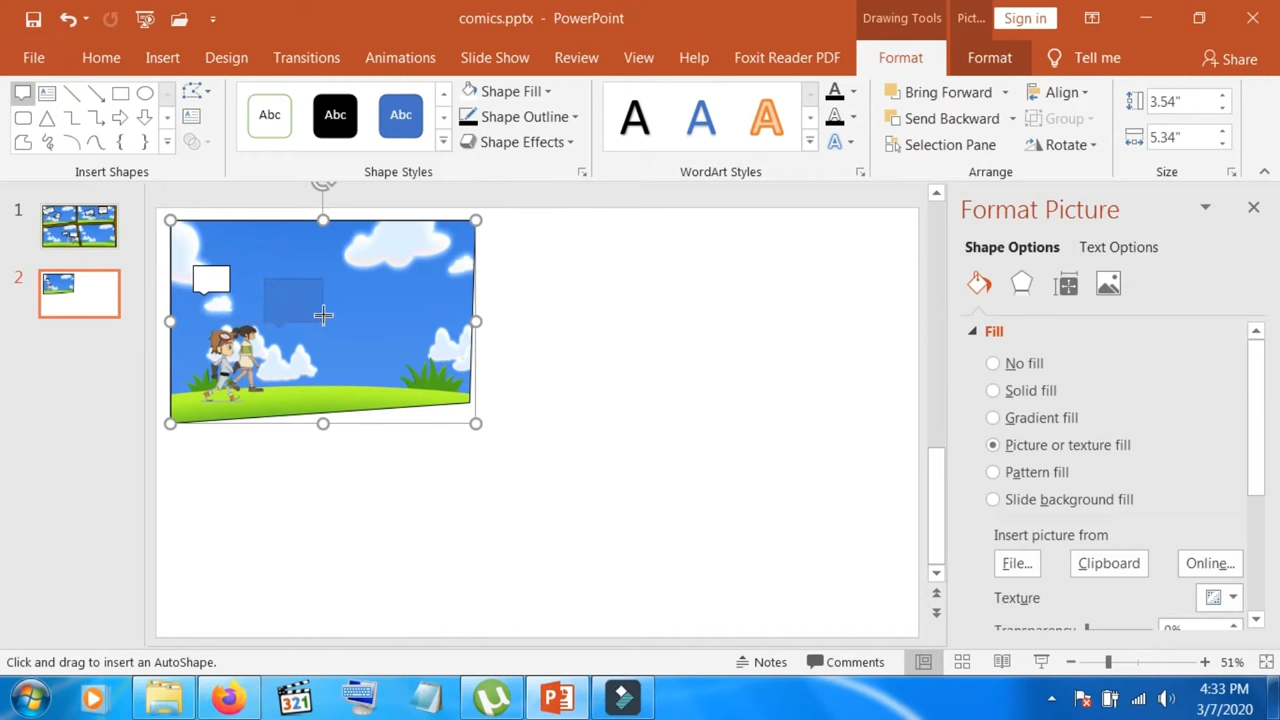 comics.pptx - PowerPoint
Drawing Tools
Pict...
Sign in
File
Home
Insert
Design
Transitions
Animations
Slide Show
Review
View
Help
Foxit Reader PDF
Format
Format
Tell me
Share
Abc
Abc
Abc
Shape Fill
Shape Outline
Shape Effects
A
A
A
A
A
A
Bring Forward
Send Backward
Selection Pane
Align
Group
Rotate
3.54"
5.34"
Insert Shapes
Shape Styles
WordArt Styles
Arrange
Size
1
2
Format Picture
Shape Options
Text Options
Fill
No fill
Solid fill
Gradient fill
Picture or texture fill
Pattern fill
Slide background fill
Insert picture from
File...
Clipboard
Online...
Texture
Transparency
0%
Click and drag to insert an AutoShape.
Notes
Comments
51%
321
4:33 PM
3/7/2020